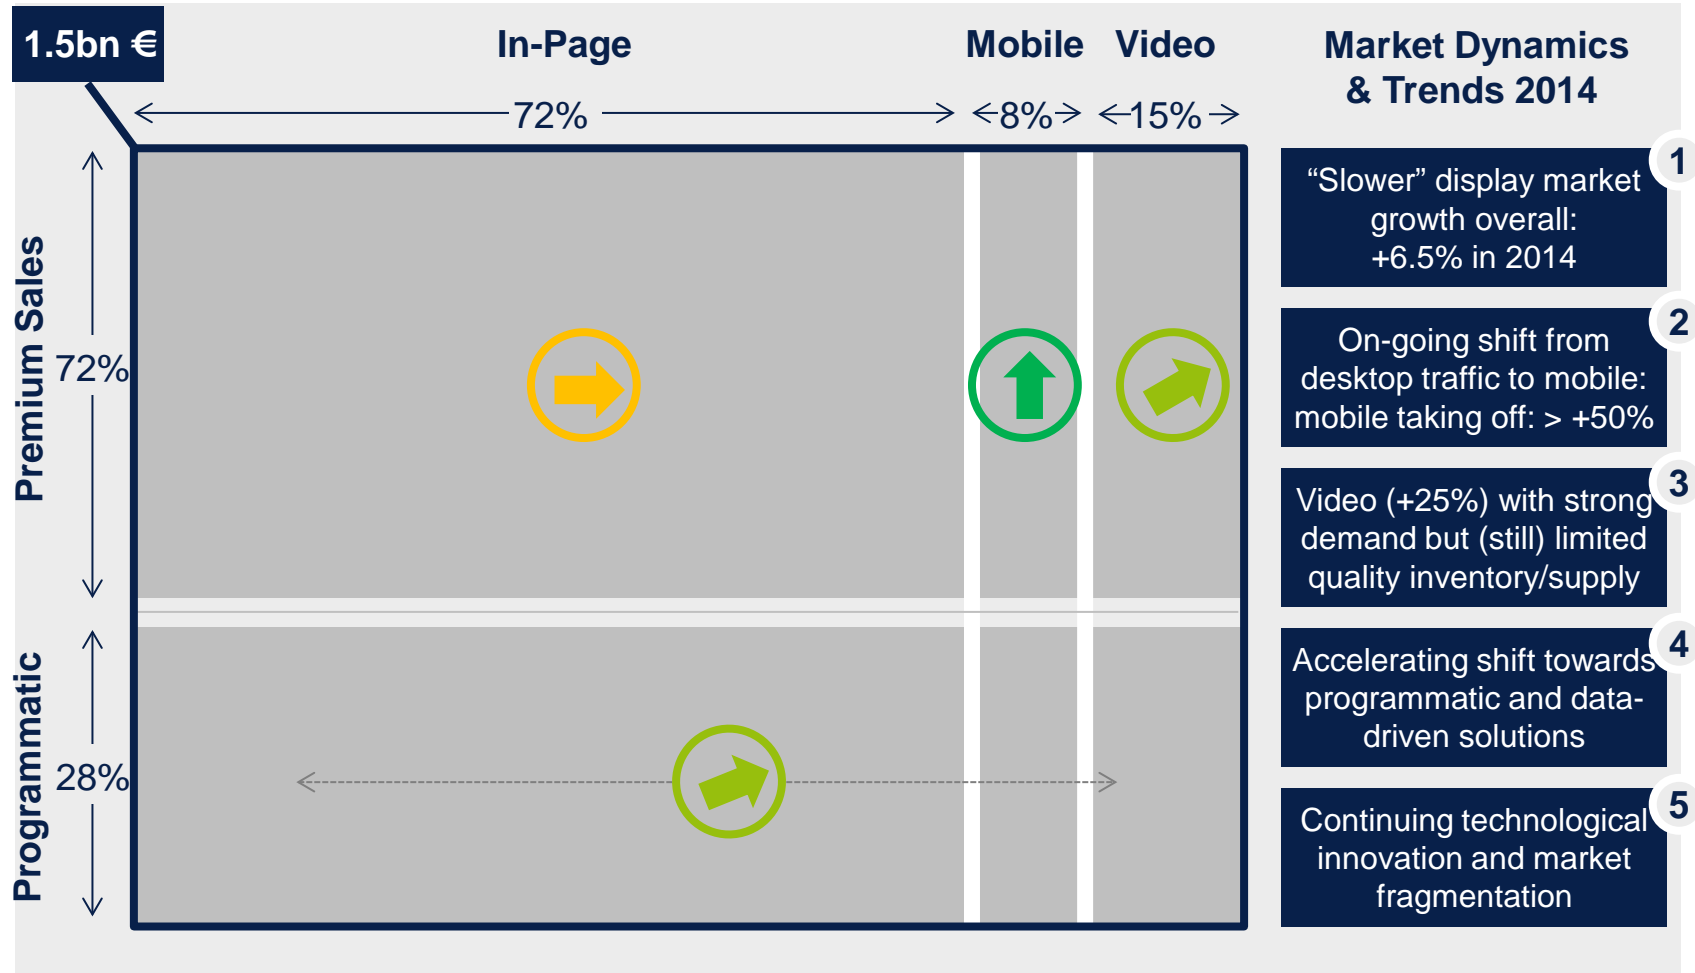 1.5bn €
In-Page
Mobile
Video
72%
8%
15%
Premium Sales
72%
Programmatic
28%
Market Dynamics
& Trends 2014
1
“Slower” display market
growth overall:
+6.5% in 2014
2
On-going shift from
desktop traffic to mobile:
mobile taking off: > +50%
3
Video (+25%) with strong
demand but (still) limited
quality inventory/supply
4
Accelerating shift towards
programmatic and data-
driven solutions
5
Continuing technological
innovation and market
fragmentation